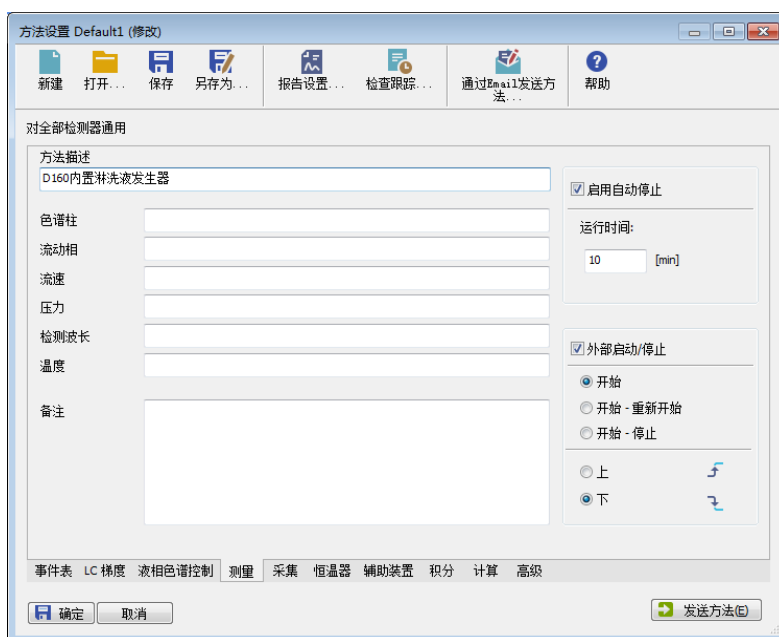 方法设置 Default1 (修改)
新建 打开... 保存 另存为... 报告设置... 检查跟踪... 通过Email发送方法... 帮助
对全部检测器通用
方法描述
D160内置淋洗液发生器
启用自动停止
色谱柱
运行时间:
流动相
10 [min]
流速
压力
检测波长
外部启动/停止
温度
开始
备注
开始 - 重新开始
开始 - 停止
上
下
事件表 LC 梯度 液相色谱控制 测量 采集 恒温器 辅助装置 积分 计算 高级
确定 取消 发送方法(E)